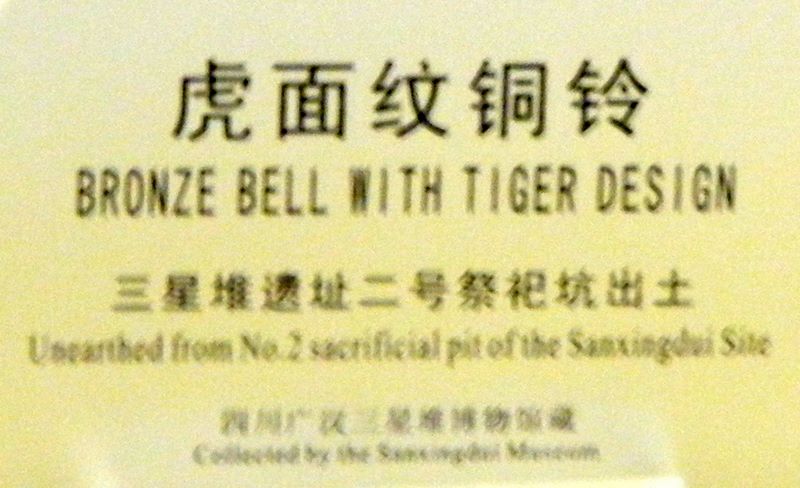 虎面纹铜铃
BRONZE BELL WITH TIGER DESIGN
三星堆遗址二号祭祀坑出土
Unearthed from No.2 sacrificial pit of the Sanxingdui Site
四川广汉三星堆博物馆藏
Collected by the Sanxingdui Museum